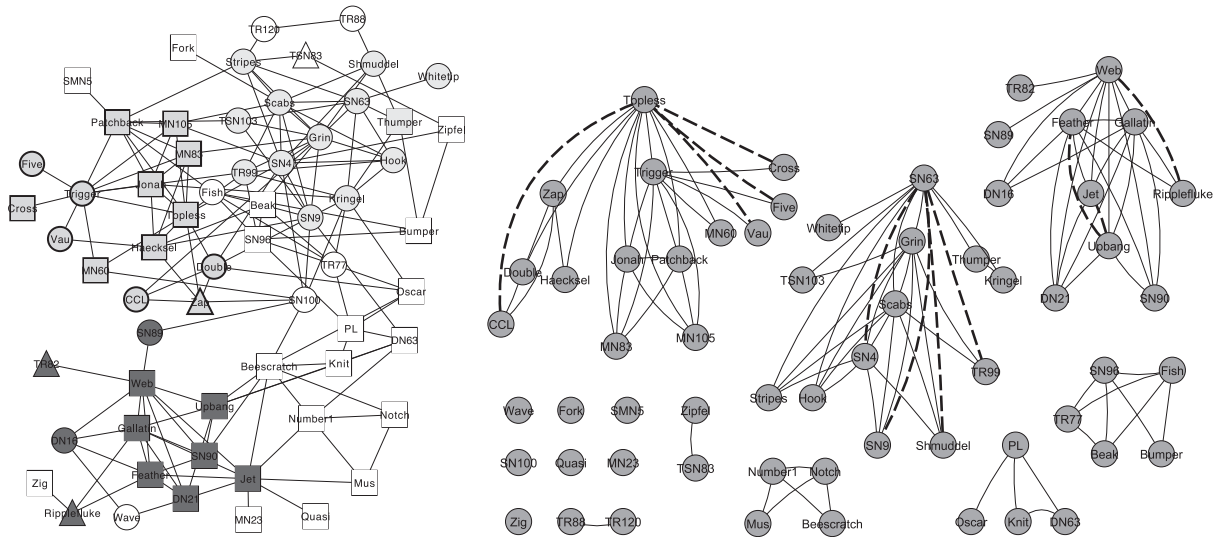 TR88
TR120
Fork
Stripes
TSN83
Shmuddel
Whitetip
SMN5
Scabs
SN63
Patchback
MN105
TSN103
Thumper
Zipfel
Grin
MN83
SN4
Hook
Five
TR99
Trigger
Jonah
Fish
Kringel
Cross
Topless
Beak
SN9
Vau
Haecksel
SN96
Bumper
MN60
Double
TR77
CCL
Zap
SN100
Oscar
SN89
PL
DN63
TR82
Web
Beescratch
Knit
Upbang
Number1
Notch
Gallatin
DN16
SN90
Feather
Jet
Mus
Zig
DN21
Ripplefluke
Wave
MN23
Quasi
Topless
Zap
Trigger
Cross
Five
MN60
Vau
Double
Haecksel
Jonah
Patchback
CCL
MN83
MN105
SN63
Whitetip
Grin
TSN103
Thumper
Kringel
Scabs
SN4
TR99
Stripes
Hook
SN9
Shmuddel
Web
TR82
SN89
Feather
Gallatin
DN16
Jet
Ripplefluke
Upbang
DN21
SN90
Wave
Fork
SMN5
Zipfel
SN100
Quasi
MN23
TSN83
Zig
TR88
TR120
Number1
Notch
Mus
Beescratch
PL
Oscar
Knit
DN63
SN96
Fish
TR77
Beak
Bumper